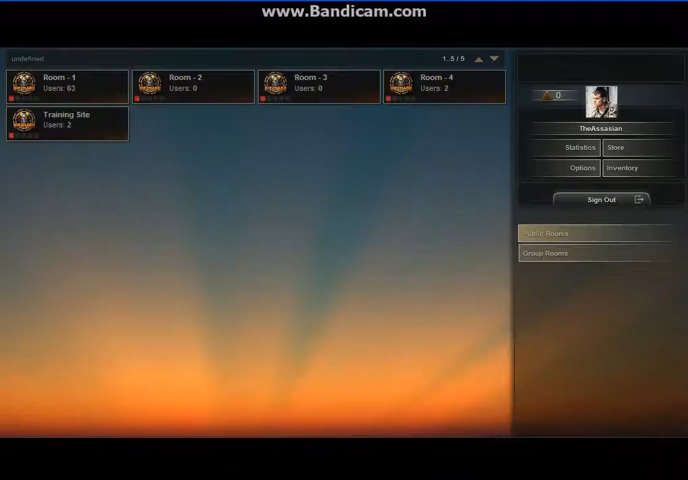 www.Bandicam.com
undefined
1..5 / 5
Room - 1
Users: 63
Room - 2
Users: 0
Room - 3
Users: 0
Room - 4
Users: 2
Training Site
Users: 2
0
TheAssasian
Statistics
Store
Options
Inventory
Sign Out
Public Rooms
Group Rooms